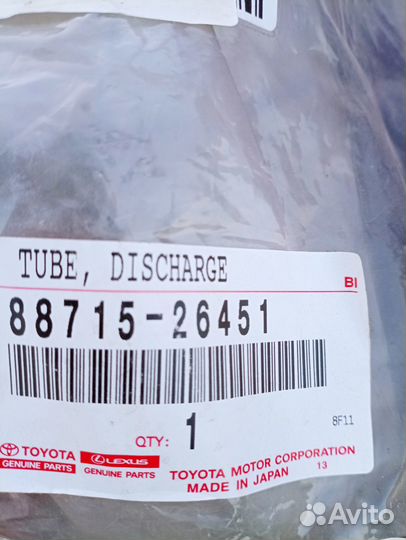 TUBE, DISCHARGE
BI
88715-26451
QTY: 1
8F11
TOYOTA LEXUS
GENUINE PARTS GENUINE PARTS
TOYOTA MOTOR CORPORATION
MADE IN JAPAN 13
Avito